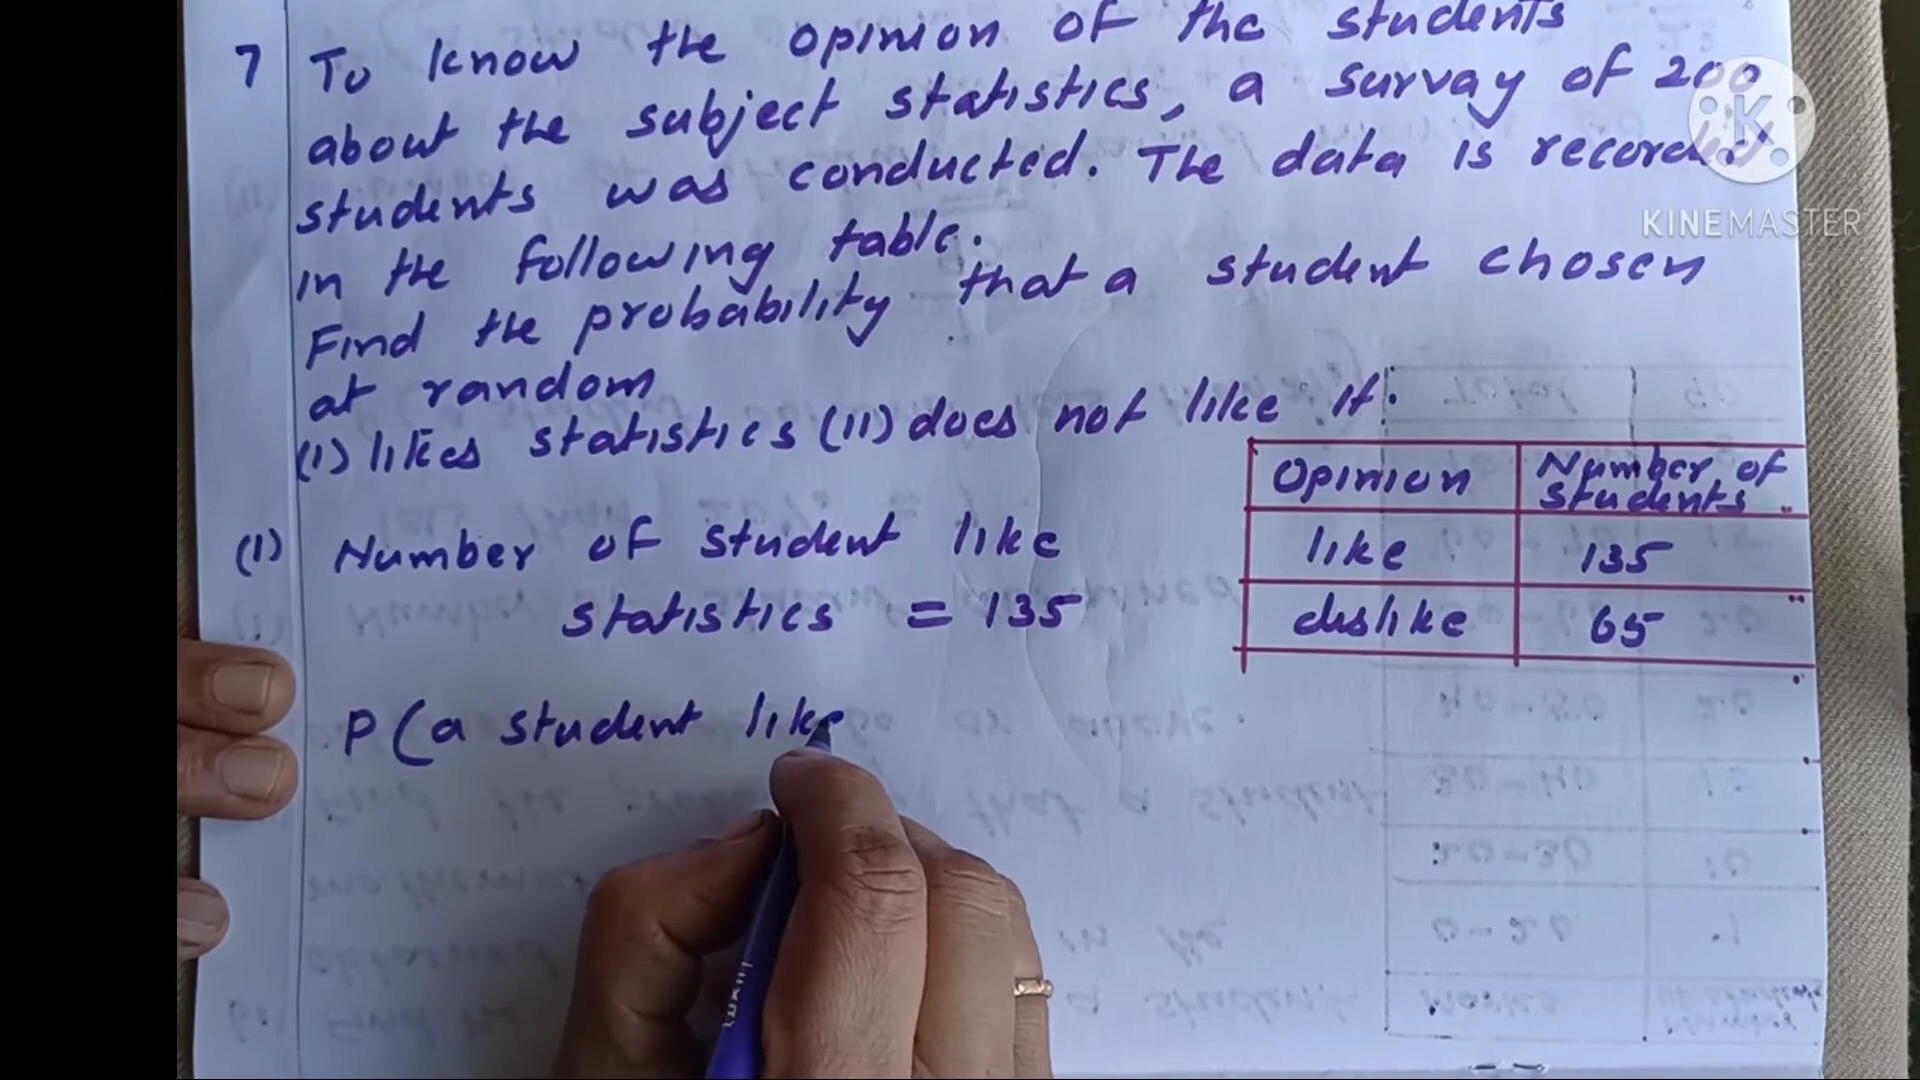 7 To know the opinion of the students
about the subject statistics, a survay of 200
students was conducted. The data is recorded
in the following table.
Find the probability that a student chosen
at random
(1) likes statistics (11) does not like it.
Opinion Number of students
like 135
dislike 65
(1) Number of student like
statistics = 135
P(a student like
K
KINEMASTER